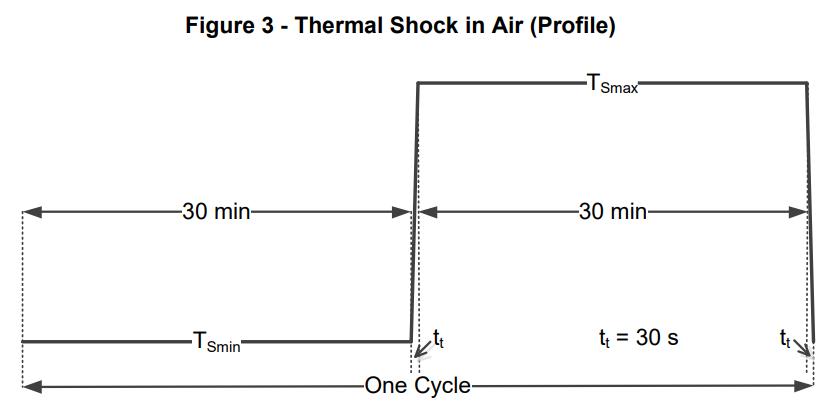 Figure 3 - Thermal Shock in Air (Profile)
TSmax
30 min
30 min
TSmin
tt
tt = 30 s
tt
One Cycle